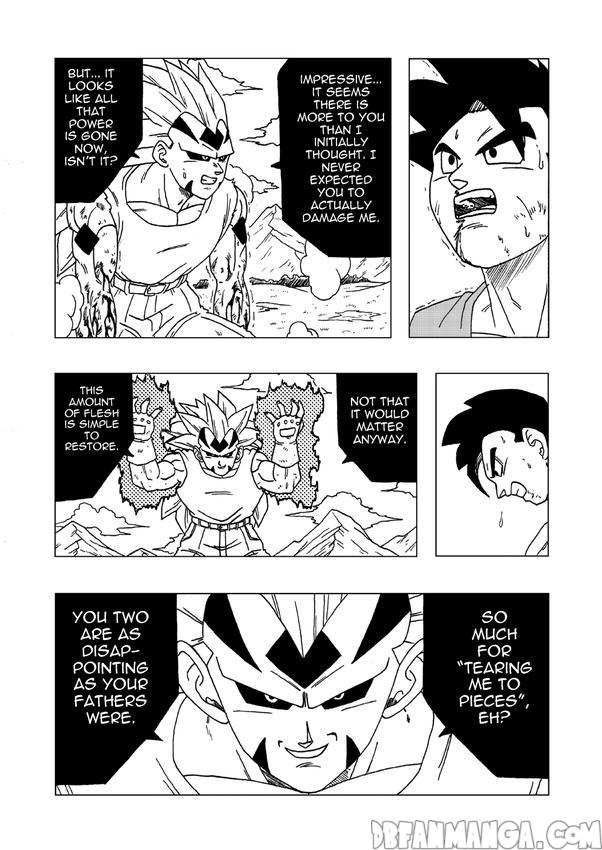 IMPRESSIVE...
IT SEEMS
THERE IS
MORE TO YOU
THAN I
INITIALLY
THOUGHT. I
NEVER
EXPECTED
YOU TO
ACTUALLY
DAMAGE ME.
BUT... IT
LOOKS
LIKE ALL
THAT
POWER
IS GONE
NOW,
ISN'T IT?
NOT THAT
IT WOULD
MATTER
ANYWAY.
THIS
AMOUNT
OF FLESH
IS SIMPLE
TO
RESTORE.
SO
MUCH
FOR
"TEARING
ME TO
PIECES",
EH?
YOU TWO
ARE AS
DISAP-
POINTING
AS YOUR
FATHERS
WERE.
DBFANMANGA.COM